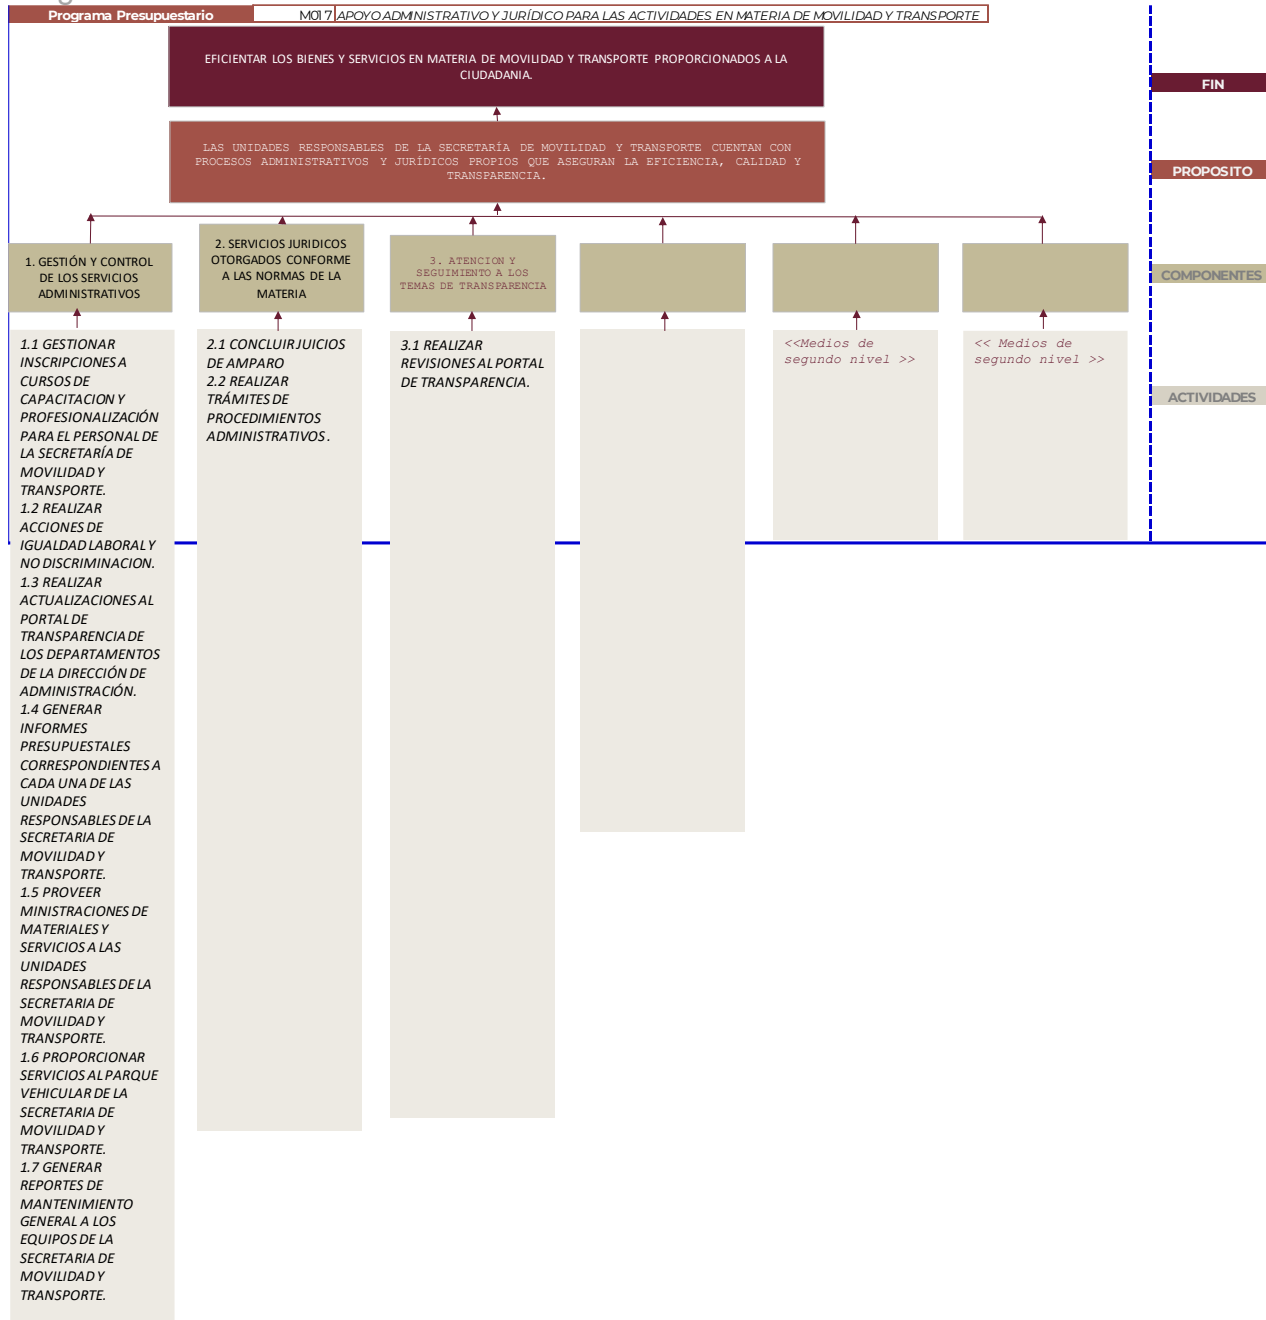 Programa Presupuestario
M017 APOYO ADMINISTRATIVO Y JURÍDICO PARA LAS ACTIVIDADES EN MATERIA DE MOVILIDAD Y TRANSPORTE
EFICIENTAR LOS BIENES Y SERVICIOS EN MATERIA DE MOVILIDAD Y TRANSPORTE PROPORCIONADOS A LA
CIUDADANIA.
FIN
LAS UNIDADES RESPONSABLES DE LA SECRETARÍA DE MOVILIDAD Y TRANSPORTE CUENTAN CON
PROCESOS ADMINISTRATIVOS Y JURÍDICOS PROPIOS QUE ASEGURAN LA EFICIENCIA, CALIDAD Y
TRANSPARENCIA.
PROPOSITO
1. GESTIÓN Y CONTROL
DE LOS SERVICIOS
ADMINISTRATIVOS
2. SERVICIOS JURIDICOS
OTORGADOS CONFORME
A LAS NORMAS DE LA
MATERIA
3. ATENCION Y
SEGUIMIENTO A LOS
TEMAS DE TRANSPARENCIA
COMPONENTES
1.1 GESTIONAR
INSCRIPCIONES A
CURSOS DE
CAPACITACION Y
PROFESIONALIZACIÓN
PARA EL PERSONAL DE
LA SECRETARÍA DE
MOVILIDAD Y
TRANSPORTE.
1.2 REALIZAR
ACCIONES DE
IGUALDAD LABORAL Y
NO DISCRIMINACION.
1.3 REALIZAR
ACTUALIZACIONES AL
PORTAL DE
TRANSPARENCIA DE
LOS DEPARTAMENTOS
DE LA DIRECCIÓN DE
ADMINISTRACIÓN.
1.4 GENERAR
INFORMES
PRESUPUESTALES
CORRESPONDIENTES A
CADA UNA DE LAS
UNIDADES
RESPONSABLES DE LA
SECRETARIA DE
MOVILIDAD Y
TRANSPORTE.
1.5 PROVEER
MINISTRACIONES DE
MATERIALES Y
SERVICIOS A LAS
UNIDADES
RESPONSABLES DE LA
SECRETARIA DE
MOVILIDAD Y
TRANSPORTE.
1.6 PROPORCIONAR
SERVICIOS AL PARQUE
VEHICULAR DE LA
SECRETARIA DE
MOVILIDAD Y
TRANSPORTE.
1.7 GENERAR
REPORTES DE
MANTENIMIENTO
GENERAL A LOS
EQUIPOS DE LA
SECRETARIA DE
MOVILIDAD Y
TRANSPORTE.
2.1 CONCLUIR JUICIOS
DE AMPARO
2.2 REALIZAR
TRÁMITES DE
PROCEDIMIENTOS
ADMINISTRATIVOS .
3.1 REALIZAR
REVISIONES AL PORTAL
DE TRANSPARENCIA.
<<Medios de
segundo nivel >>
<< Medios de
segundo nivel >>
ACTIVIDADES